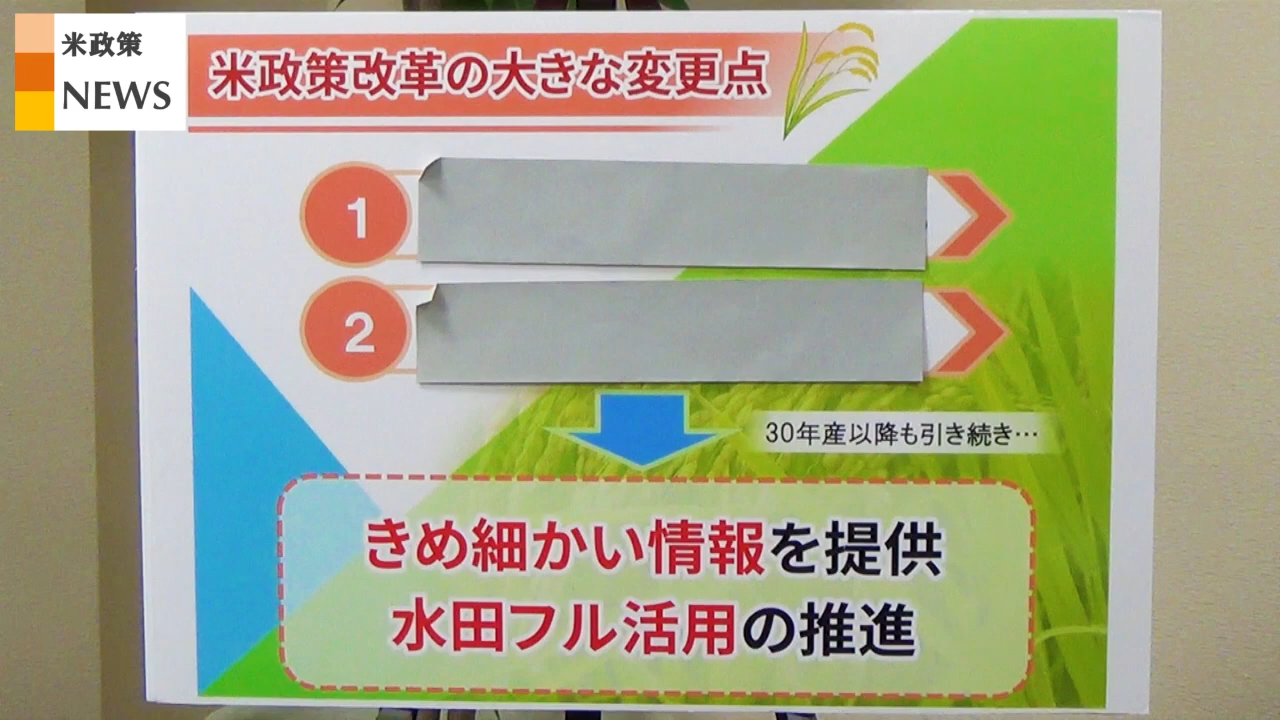 米政策
NEWS
米政策改革の大きな変更点
1
2
30年産以降も引き続き…
きめ細かい情報を提供
水田フル活用の推進